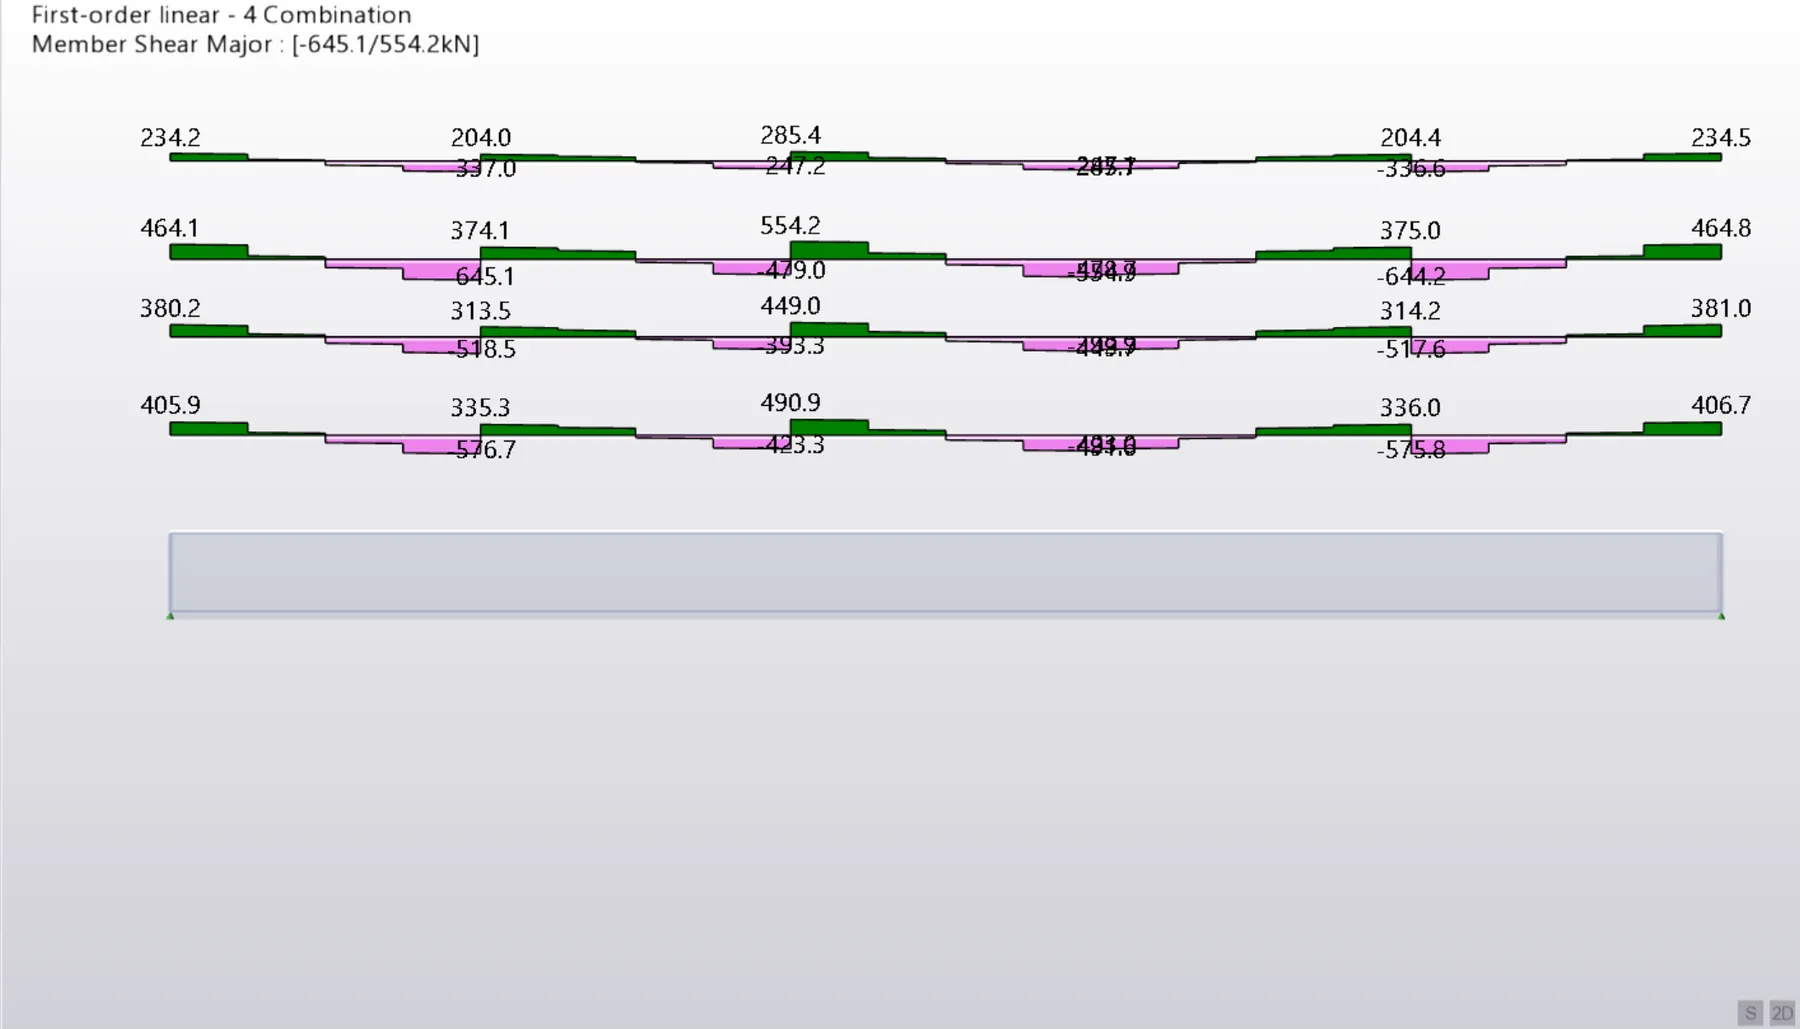 First-order linear - 4 Combination
Member Shear Major : [-645.1/554.2kN]
234.2 204.0 285.4 204.4 234.5
-337.0 -247.2 -336.6
464.1 374.1 554.2 375.0 464.8
-645.1 -479.0 -644.2
380.2 313.5 449.0 314.2 381.0
-518.5 -393.3 -517.6
405.9 335.3 490.9 336.0 406.7
-576.7 -423.3 -575.8
S 2D